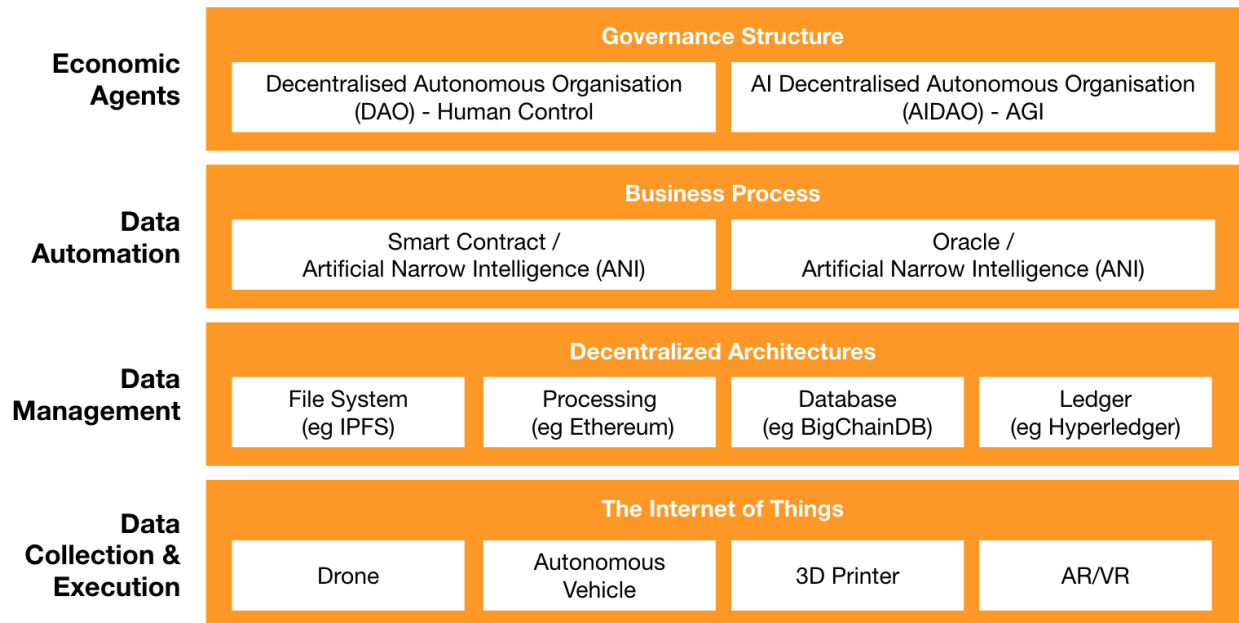 Economic
Agents
Governance Structure
Decentralised Autonomous Organisation
(DAO) - Human Control
AI Decentralised Autonomous Organisation
(AIDAO) - AGI
Data
Automation
Business Process
Smart Contract /
Artificial Narrow Intelligence (ANI)
Oracle /
Artificial Narrow Intelligence (ANI)
Data
Management
Decentralized Architectures
File System
(eg IPFS)
Processing
(eg Ethereum)
Database
(eg BigChainDB)
Ledger
(eg Hyperledger)
Data
Collection &
Execution
The Internet of Things
Drone
Autonomous
Vehicle
3D Printer
AR/VR